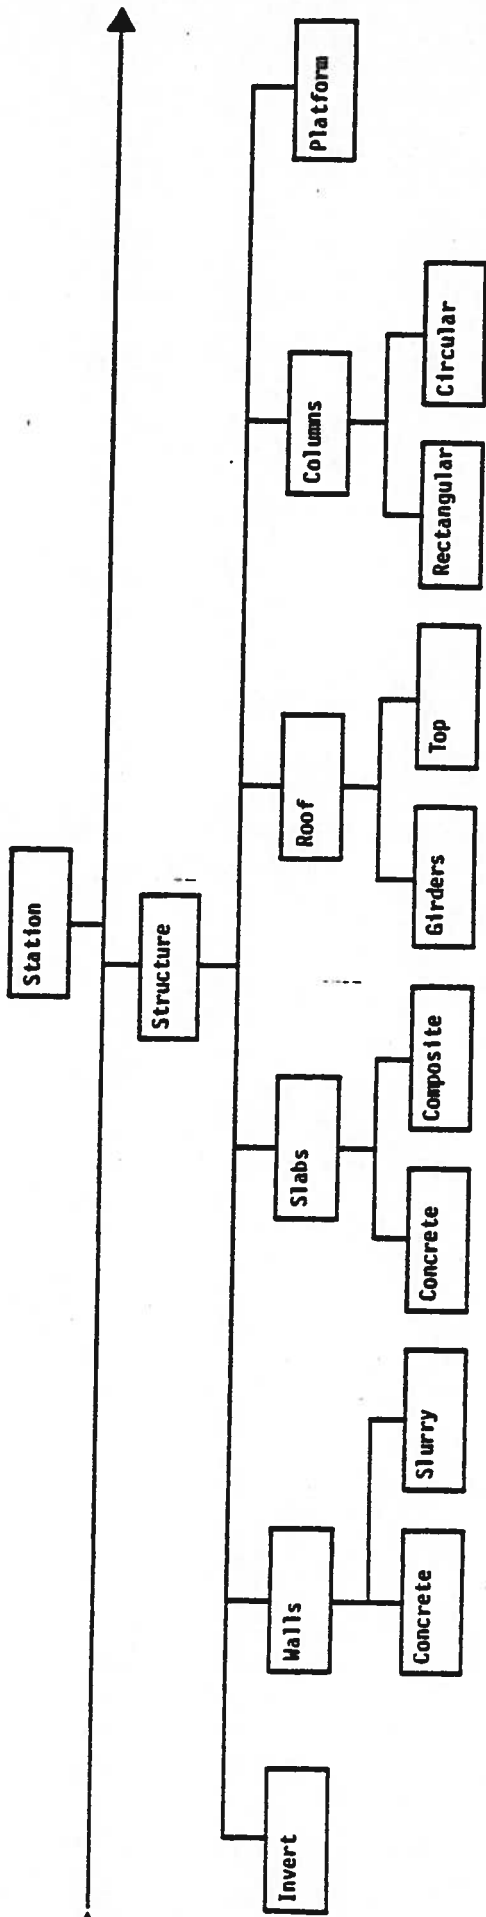 Station
Structure
Invert
Walls
Slabs
Roof
Columns
Platform
Concrete
Slurry
Concrete
Composite
Girders
Top
Rectangular
Circular